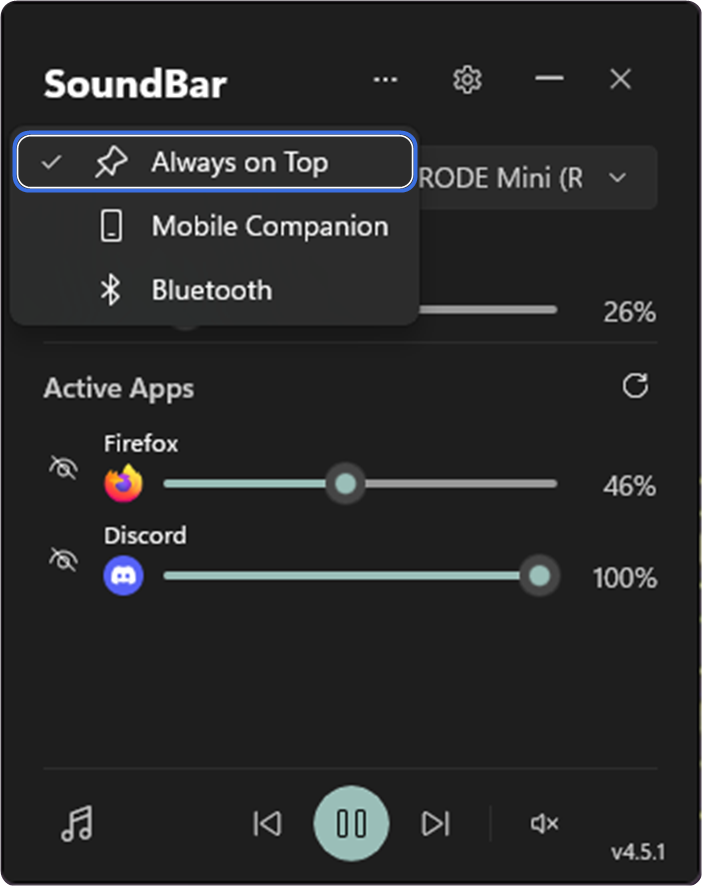 SoundBar
Always on Top
RODE Mini (R
Mobile Companion
Bluetooth
26%
Active Apps
Firefox
46%
Discord
100%
v4.5.1